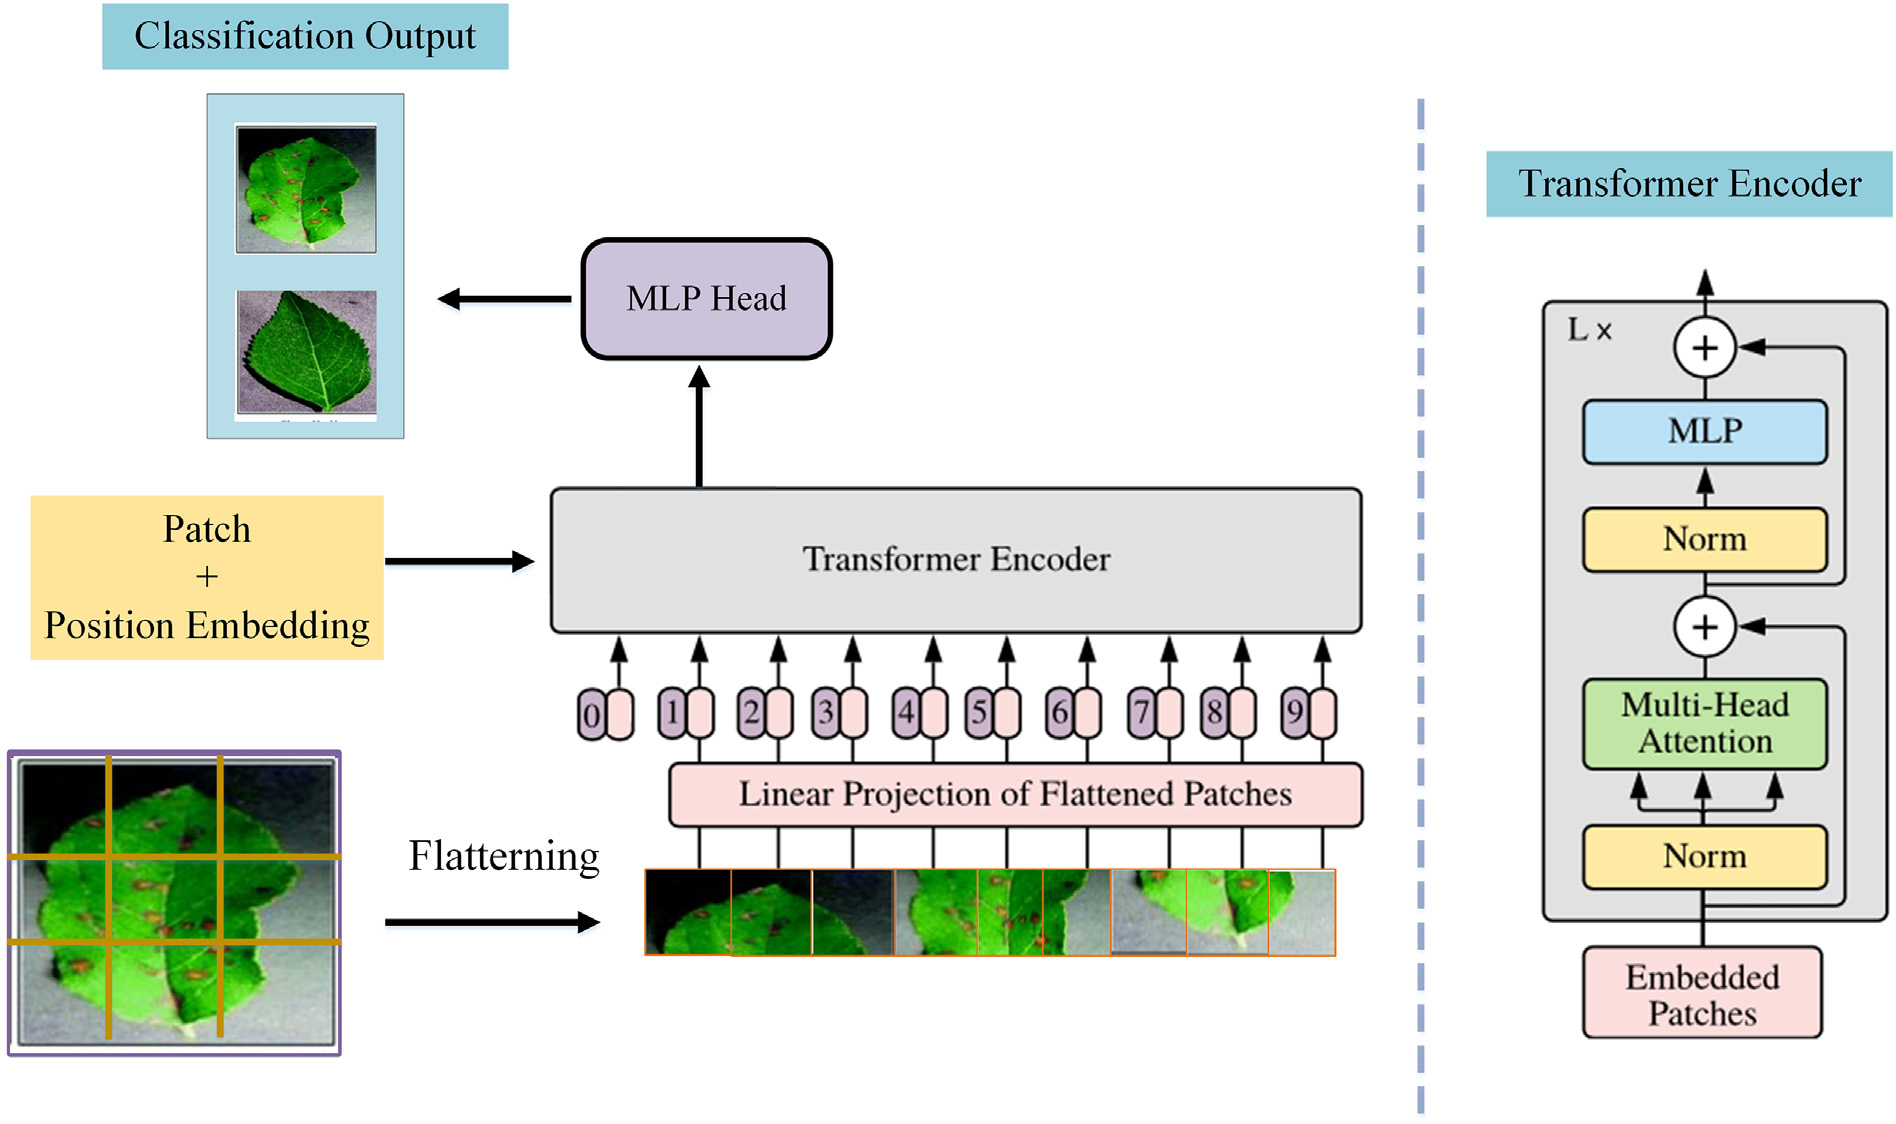 Classification Output
MLP Head
Patch
+
Position Embedding
Transformer Encoder
0 1 2 3 4 5 6 7 8 9
Linear Projection of Flattened Patches
Flatterning
Transformer Encoder
L ×
+
MLP
Norm
+
Multi-Head
Attention
Norm
Embedded
Patches